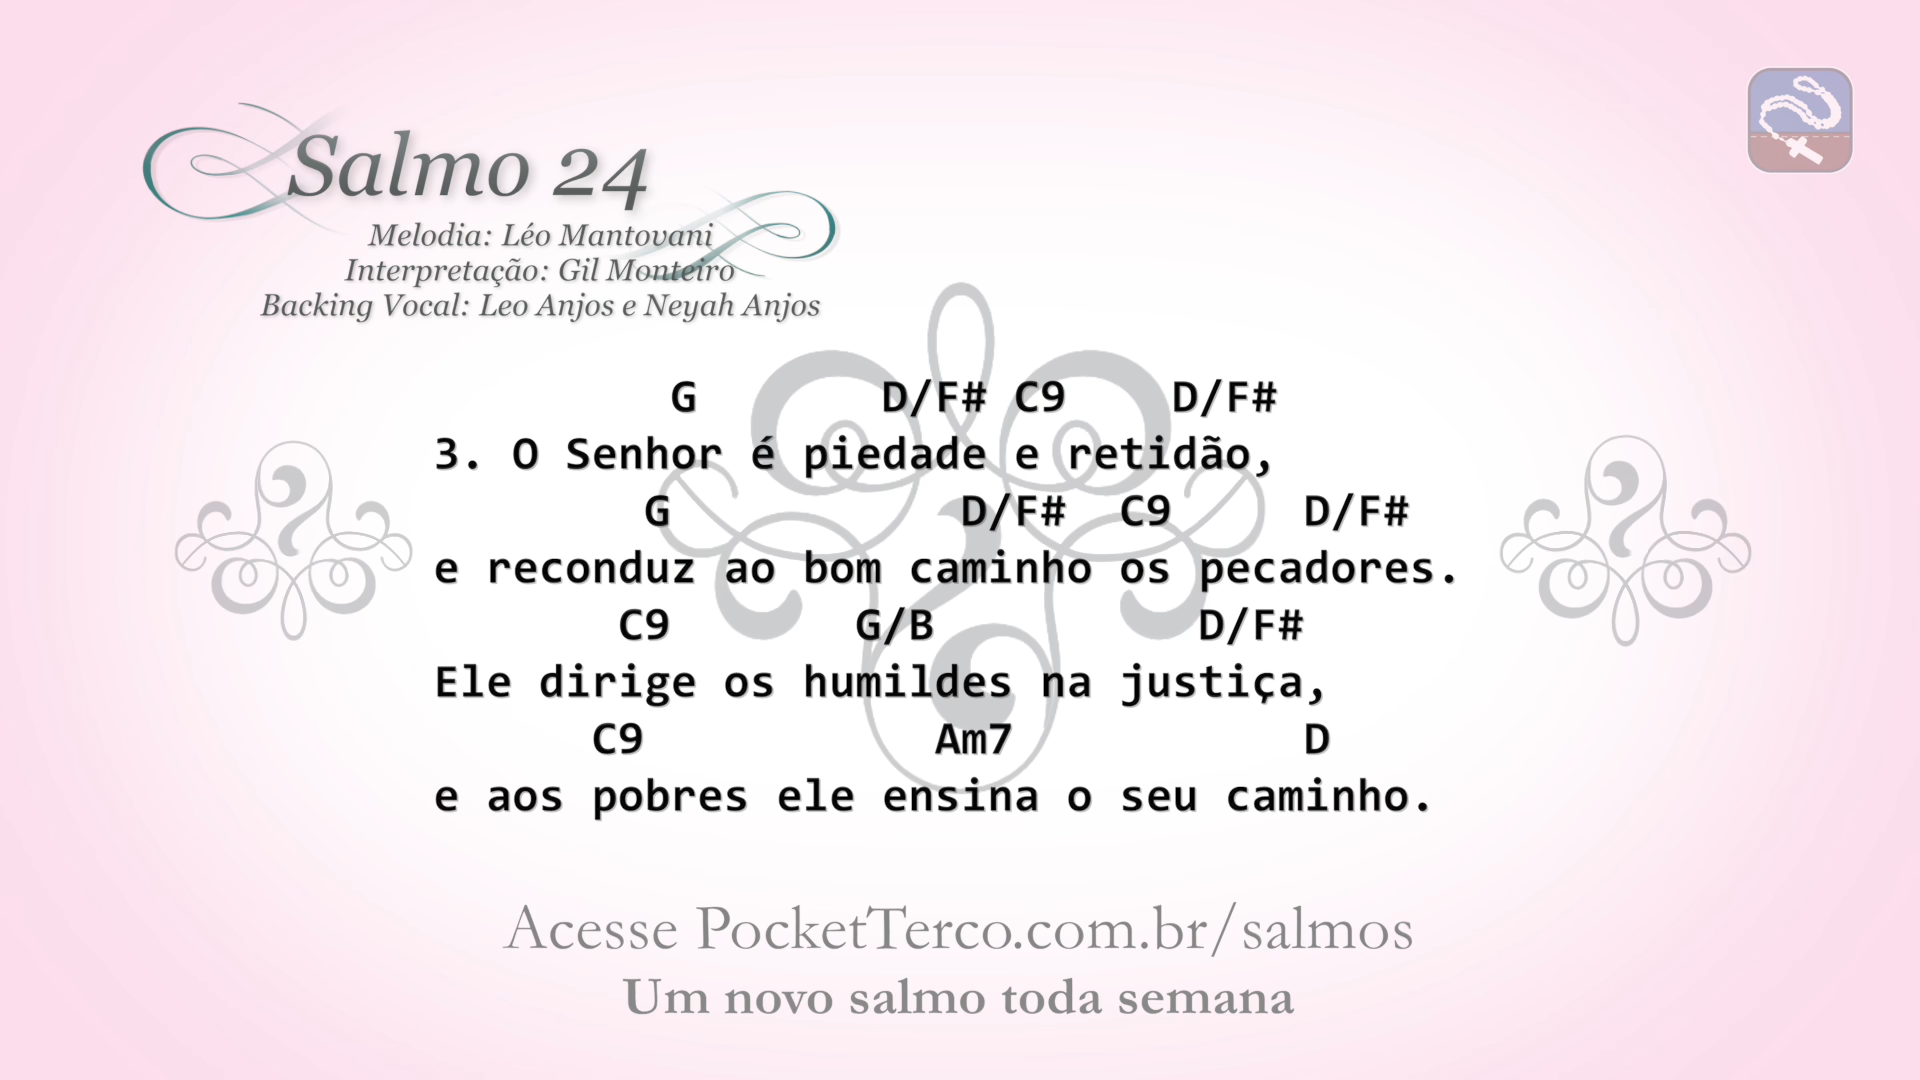 Salmo 24
Melodia: Léo Mantovani
Interpretação: Gil Monteiro
Backing Vocal: Leo Anjos e Neyah Anjos
G D/F# C9 D/F#
3. O Senhor é piedade e retidão,
G D/F# C9 D/F#
e reconduz ao bom caminho os pecadores.
C9 G/B D/F#
Ele dirige os humildes na justiça,
C9 Am7 D
e aos pobres ele ensina o seu caminho.
Acesse PocketTerco.com.br/salmos
Um novo salmo toda semana